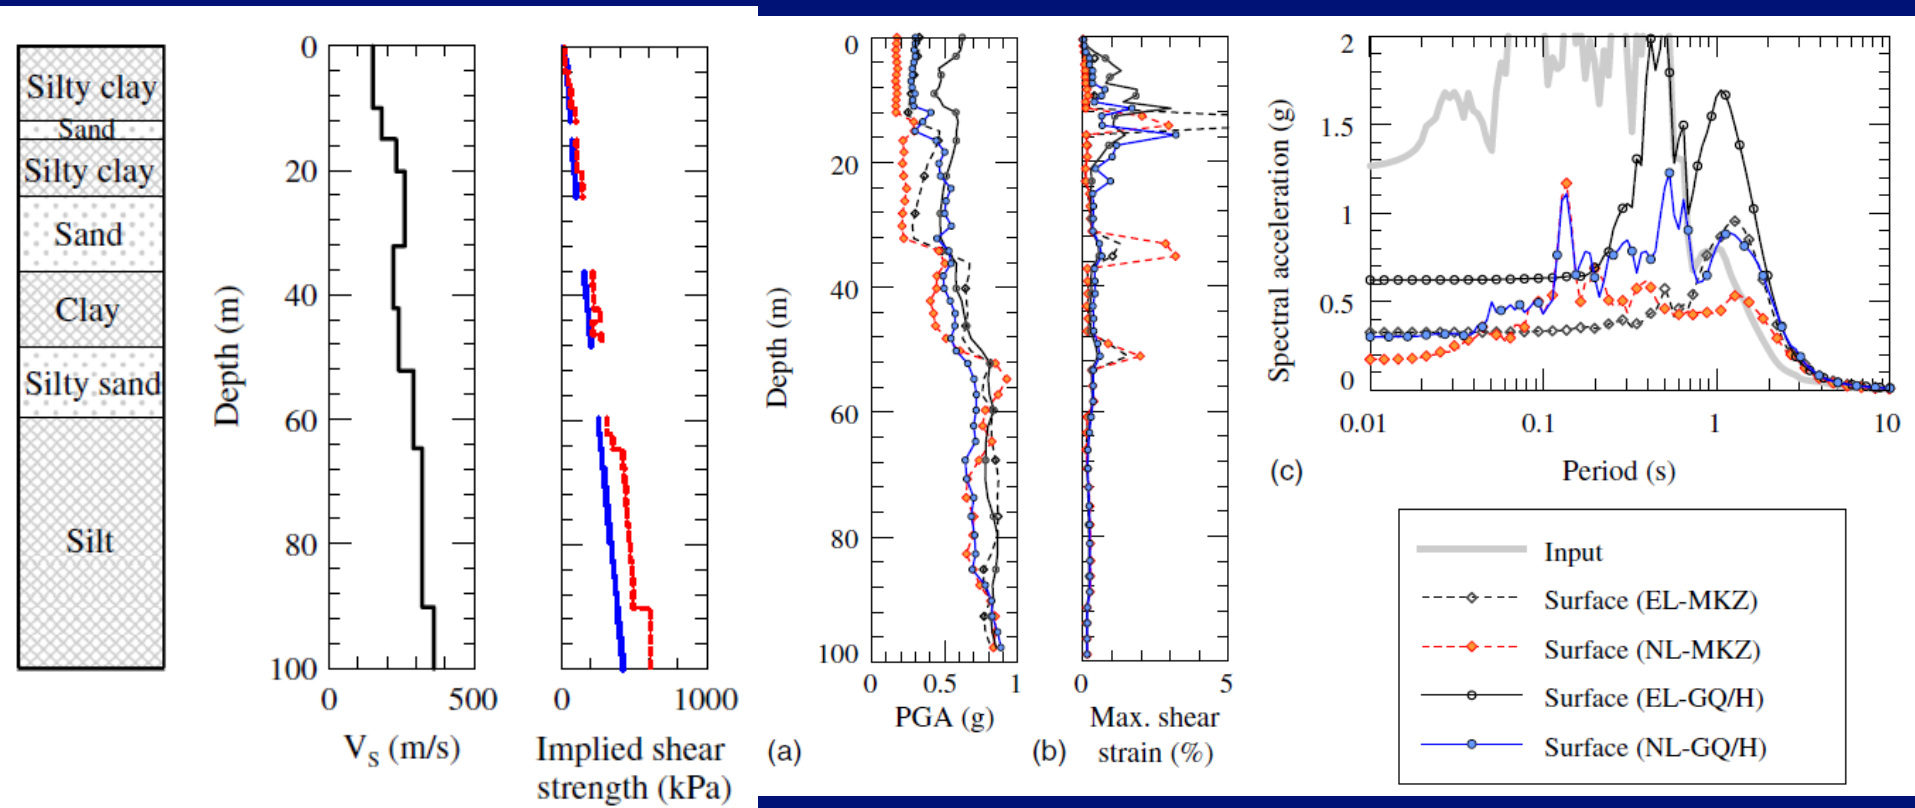 Silty clay
Sand
Silty clay
Sand
Clay
Silty sand
Silt
Depth (m)
0
20
40
60
80
100
0
500
V_S (m/s)
0
1000
Implied shear
strength (kPa)
Depth (m)
0
20
40
60
80
100
0
0.5
1
PGA (g)
(a)
0
5
Max. shear
strain (%)
(b)
Spectral acceleration (g)
2
1.5
1
0.5
0
0.01
0.1
1
10
Period (s)
(c)
Input
Surface (EL-MKZ)
Surface (NL-MKZ)
Surface (EL-GQ/H)
Surface (NL-GQ/H)